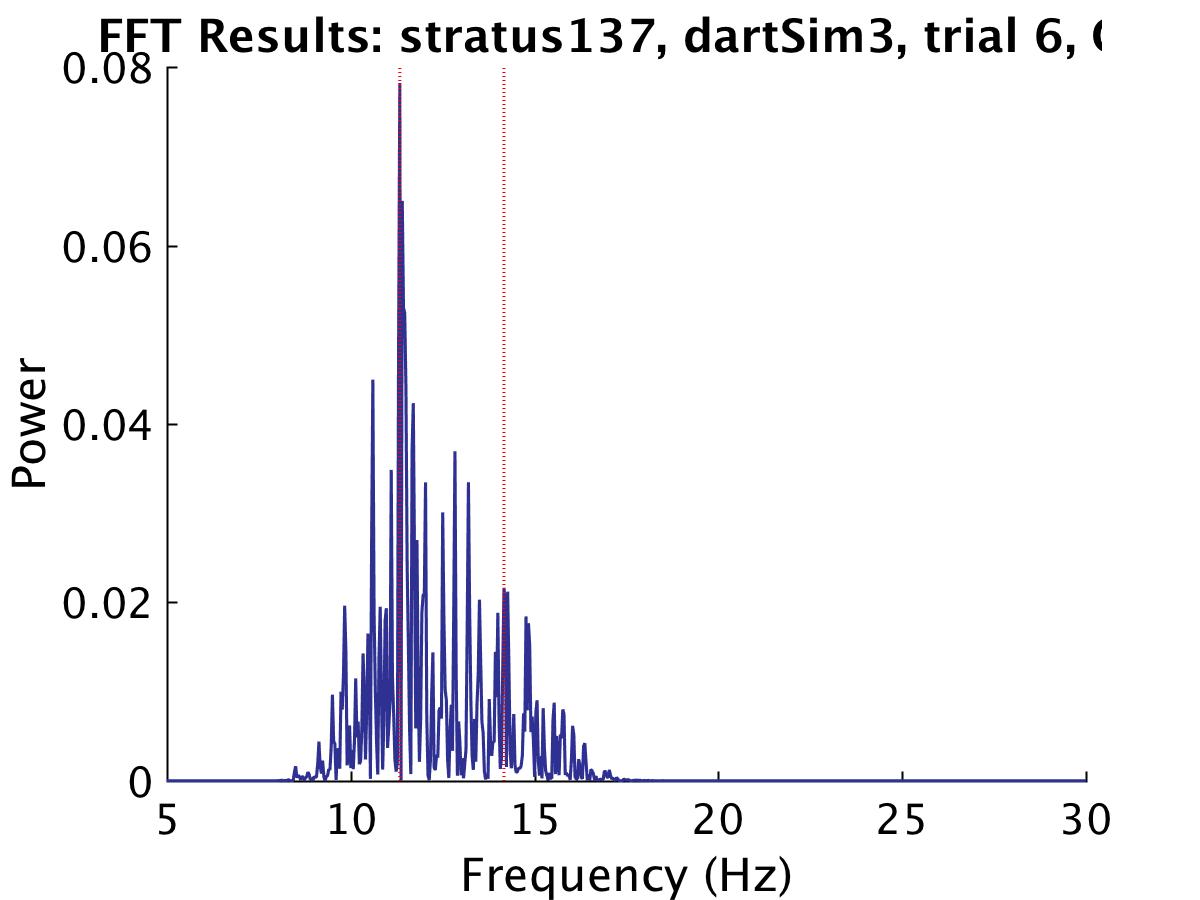 FFT Results: stratus137, dartSim3, trial 6,
0.08
0.06
0.04
0.02
0
Power
5 10 15 20 25 30
Frequency (Hz)